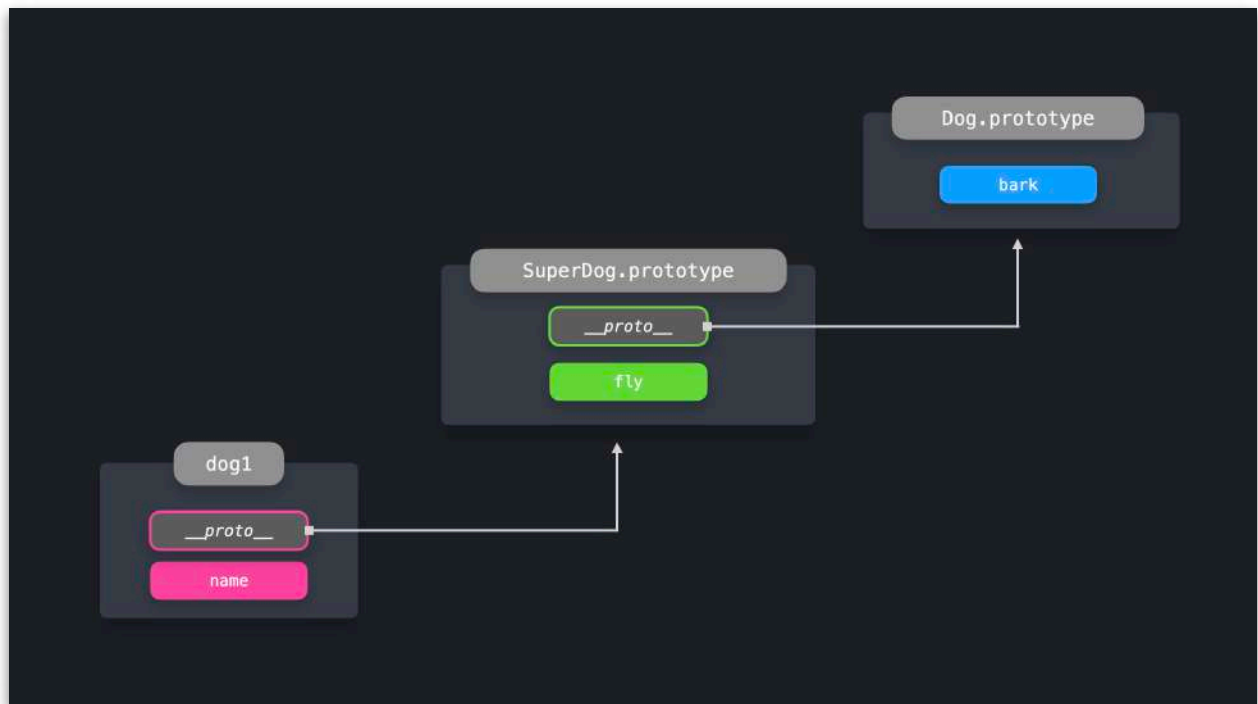 Dog.prototype
bark
SuperDog.prototype
__proto__
fly
dog1
__proto__
name